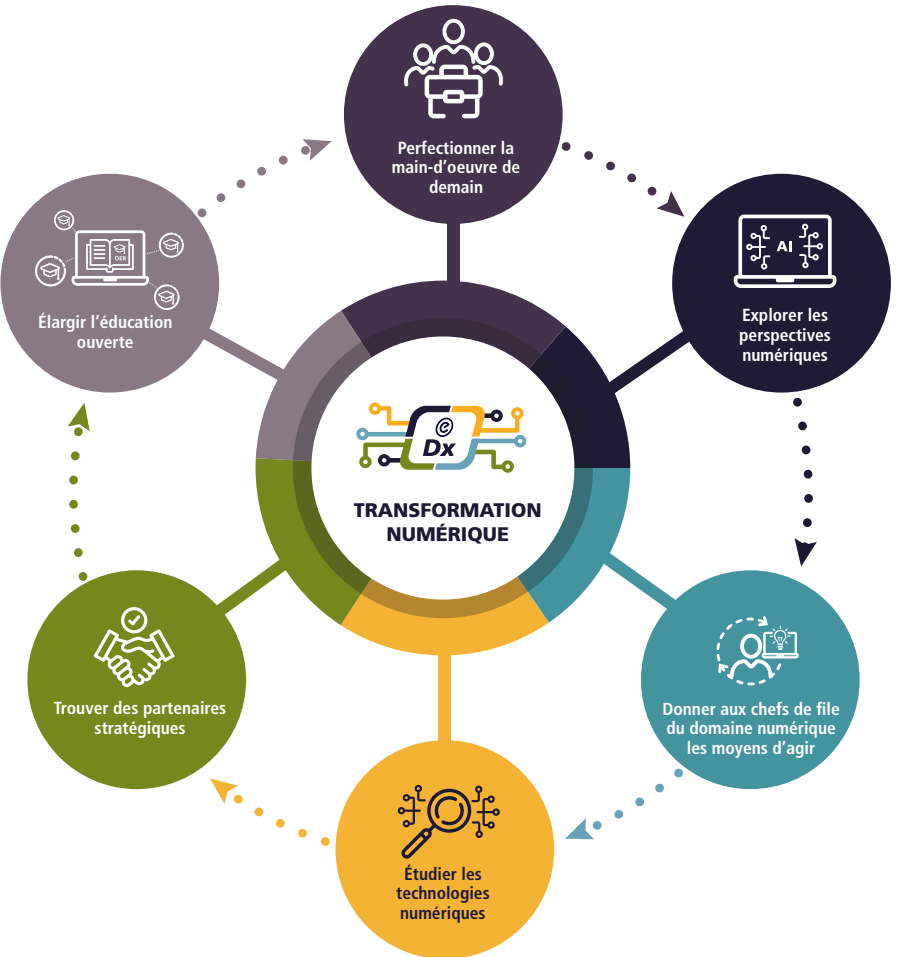 Perfectionner la
main-d'oeuvre de
demain
AI
Explorer les
perspectives
numériques
OER
Élargir l’éducation
ouverte
e
Dx
TRANSFORMATION
NUMÉRIQUE
Donner aux chefs de file
du domaine numérique
les moyens d’agir
Trouver des partenaires
stratégiques
Étudier les
technologies
numériques